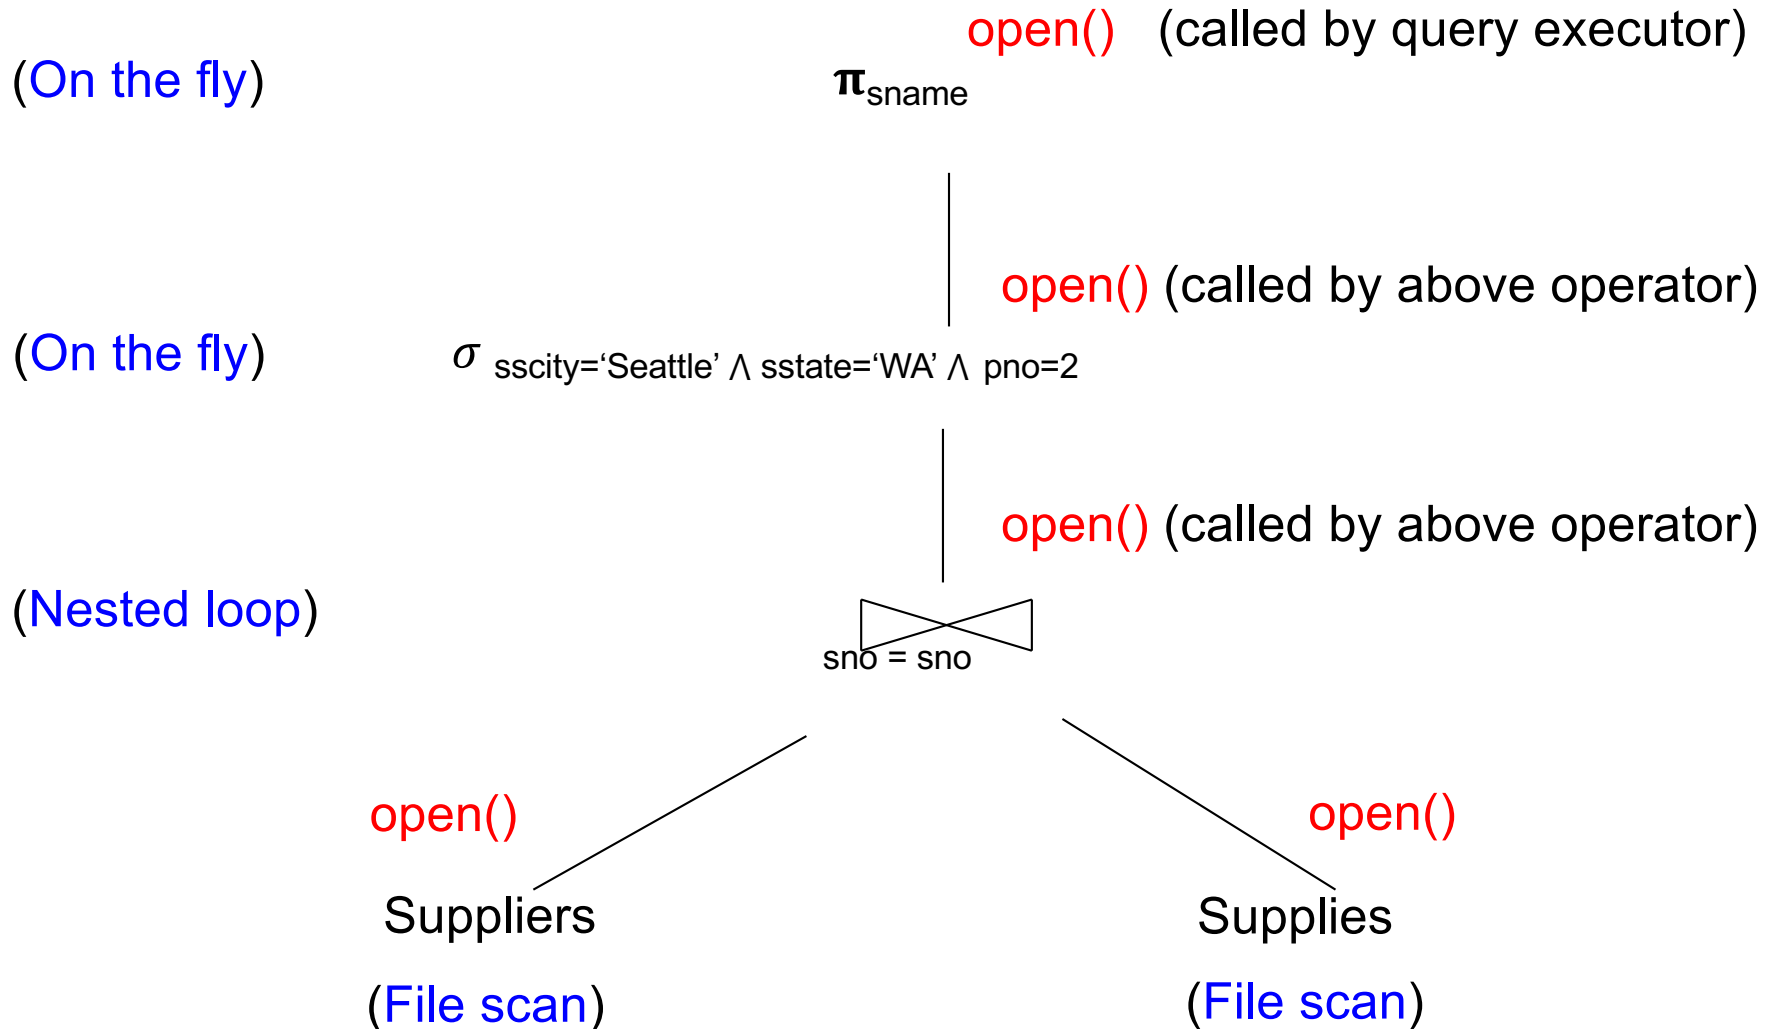 open() (called by query executor)
(On the fly)
π sname
open() (called by above operator)
(On the fly)
σ sscity=‘Seattle’ ∧ sstate=‘WA’ ∧ pno=2
open() (called by above operator)
(Nested loop)
sno = sno
open()
open()
Suppliers
Supplies
(File scan)
(File scan)